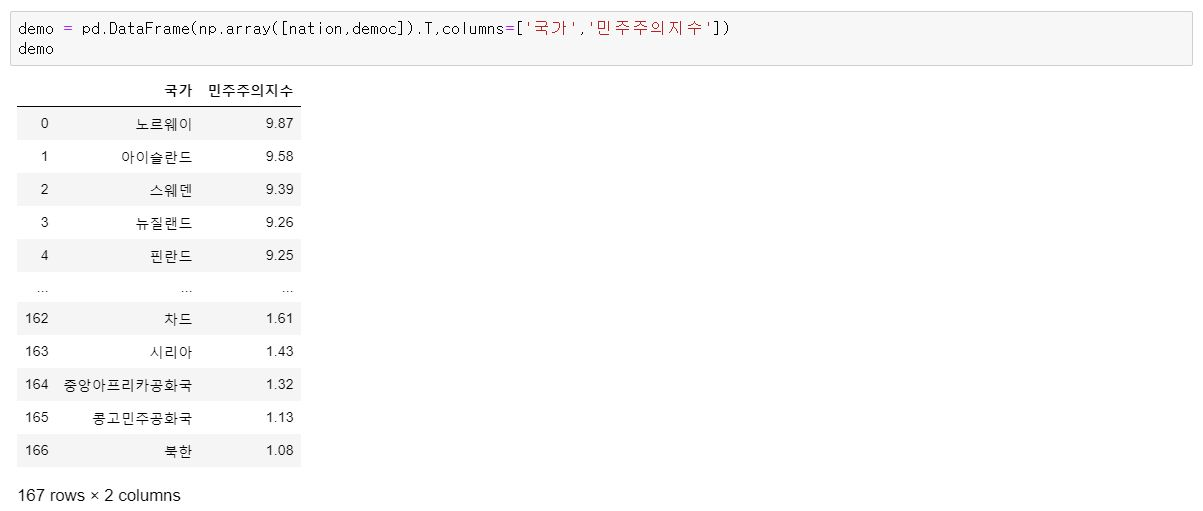 demo = pd.DataFrame(np.array([nation,democ]).T,columns=['국가','민주주의지수'])
demo
국가 민주주의지수
0 노르웨이 9.87
1 아이슬란드 9.58
2 스웨덴 9.39
3 뉴질랜드 9.26
4 핀란드 9.25
... ... ...
162 차드 1.61
163 시리아 1.43
164 중앙아프리카공화국 1.32
165 콩고민주공화국 1.13
166 북한 1.08
167 rows × 2 columns